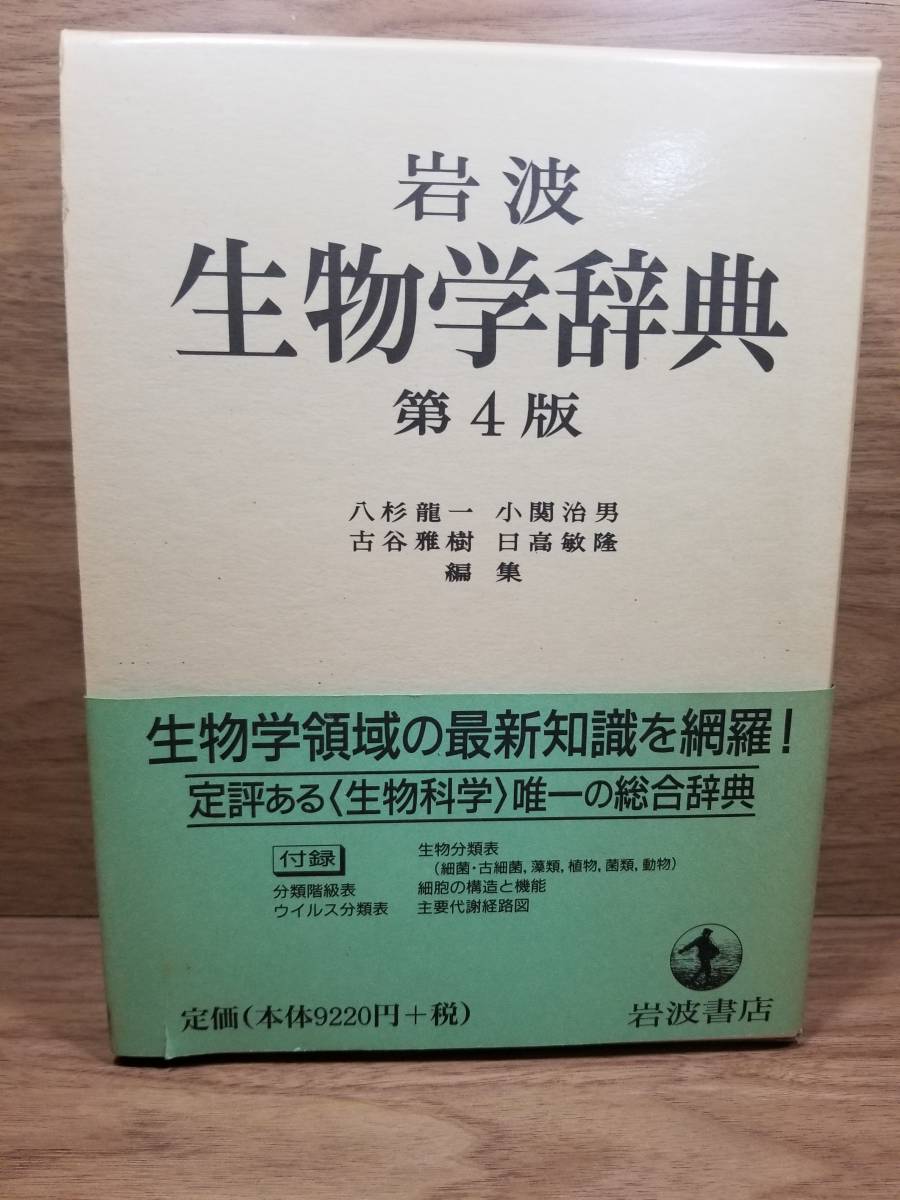 岩波
生物学辞典
第4版
八杉龍一 小関治男
古谷雅樹 日高敏隆
編集
生物学領域の最新知識を網羅!
定評ある〈生物科学〉唯一の総合辞典
付録
分類階級表
ウイルス分類表
生物分類表
(細菌・古細菌, 藻類, 植物, 菌類, 動物)
細胞の構造と機能
主要代謝経路図
定価(本体9220円+税)
岩波書店